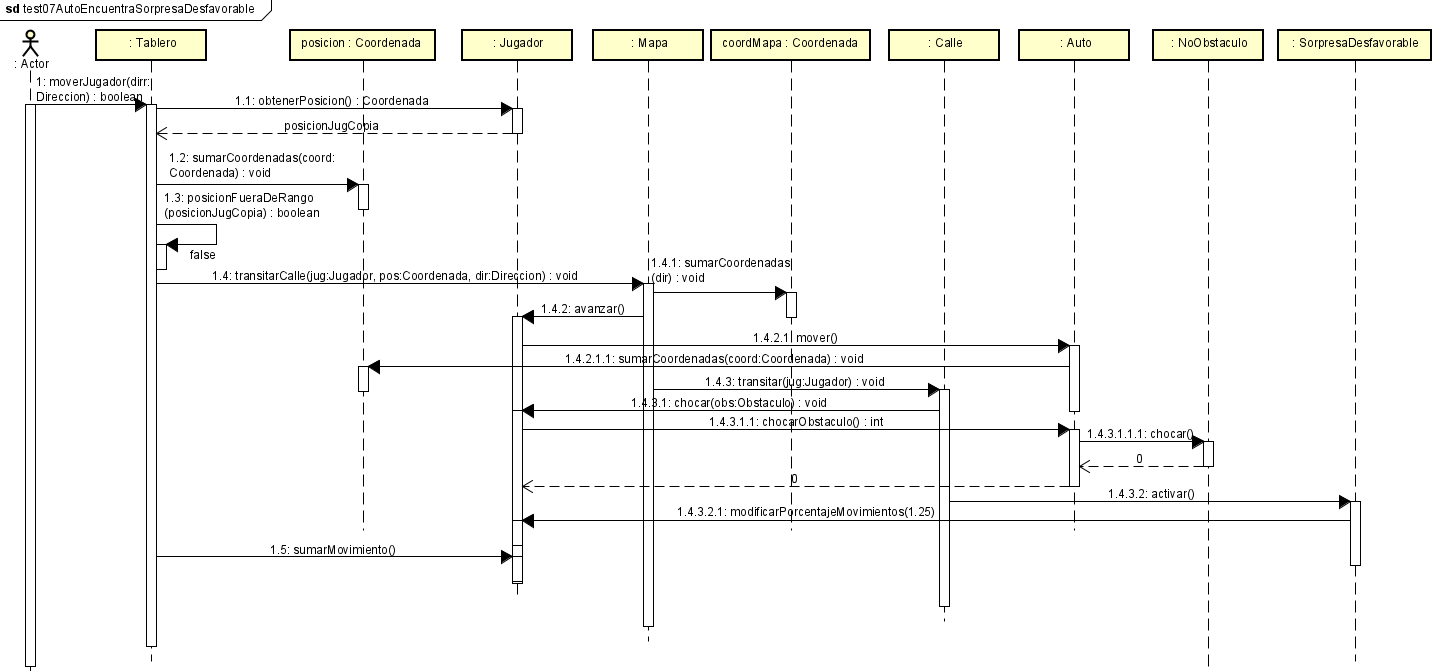 sd test07AutoEncuentraSorpresaDesfavorable
: Actor
: Tablero
posicion : Coordenada
: Jugador
: Mapa
coordMapa : Coordenada
: Calle
: Auto
: NoObstaculo
: SorpresaDesfavorable
1: moverJugador(dirr:
Direccion) : boolean
1.1: obtenerPosicion() : Coordenada
posicionJugCopia
1.2: sumarCoordenadas(coord:
Coordenada) : void
1.3: posicionFueraDeRango
(posicionJugCopia) : boolean
false
1.4: transitarCalle(jug:Jugador, pos:Coordenada, dir:Direccion) : void
1.4.1: sumarCoordenadas
(dir) : void
1.4.2: avanzar()
1.4.2.1: mover()
1.4.2.1.1: sumarCoordenadas(coord:Coordenada) : void
1.4.3: transitar(jug:Jugador) : void
1.4.3.1: chocar(obs:Obstaculo) : void
1.4.3.1.1: chocarObstaculo() : int
1.4.3.1.1.1: chocar()
0
0
1.4.3.2: activar()
1.4.3.2.1: modificarPorcentajeMovimientos(1.25)
1.5: sumarMovimiento()